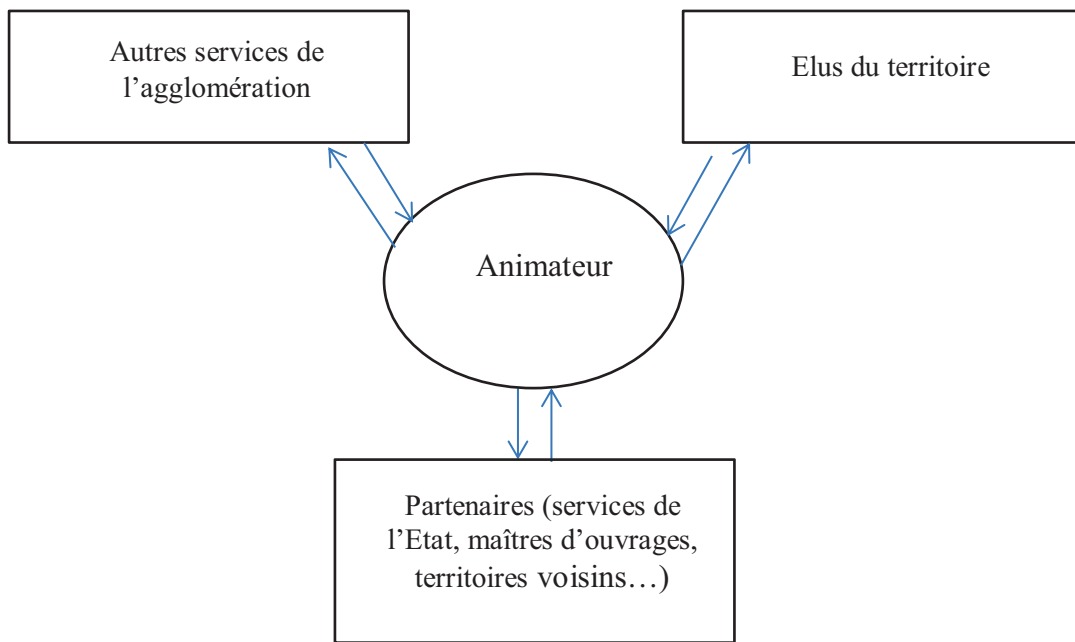 Autres services de
l’agglomération
Elus du territoire
Animateur
Partenaires (services de
l’Etat, maîtres d’ouvrages,
territoires voisins…)